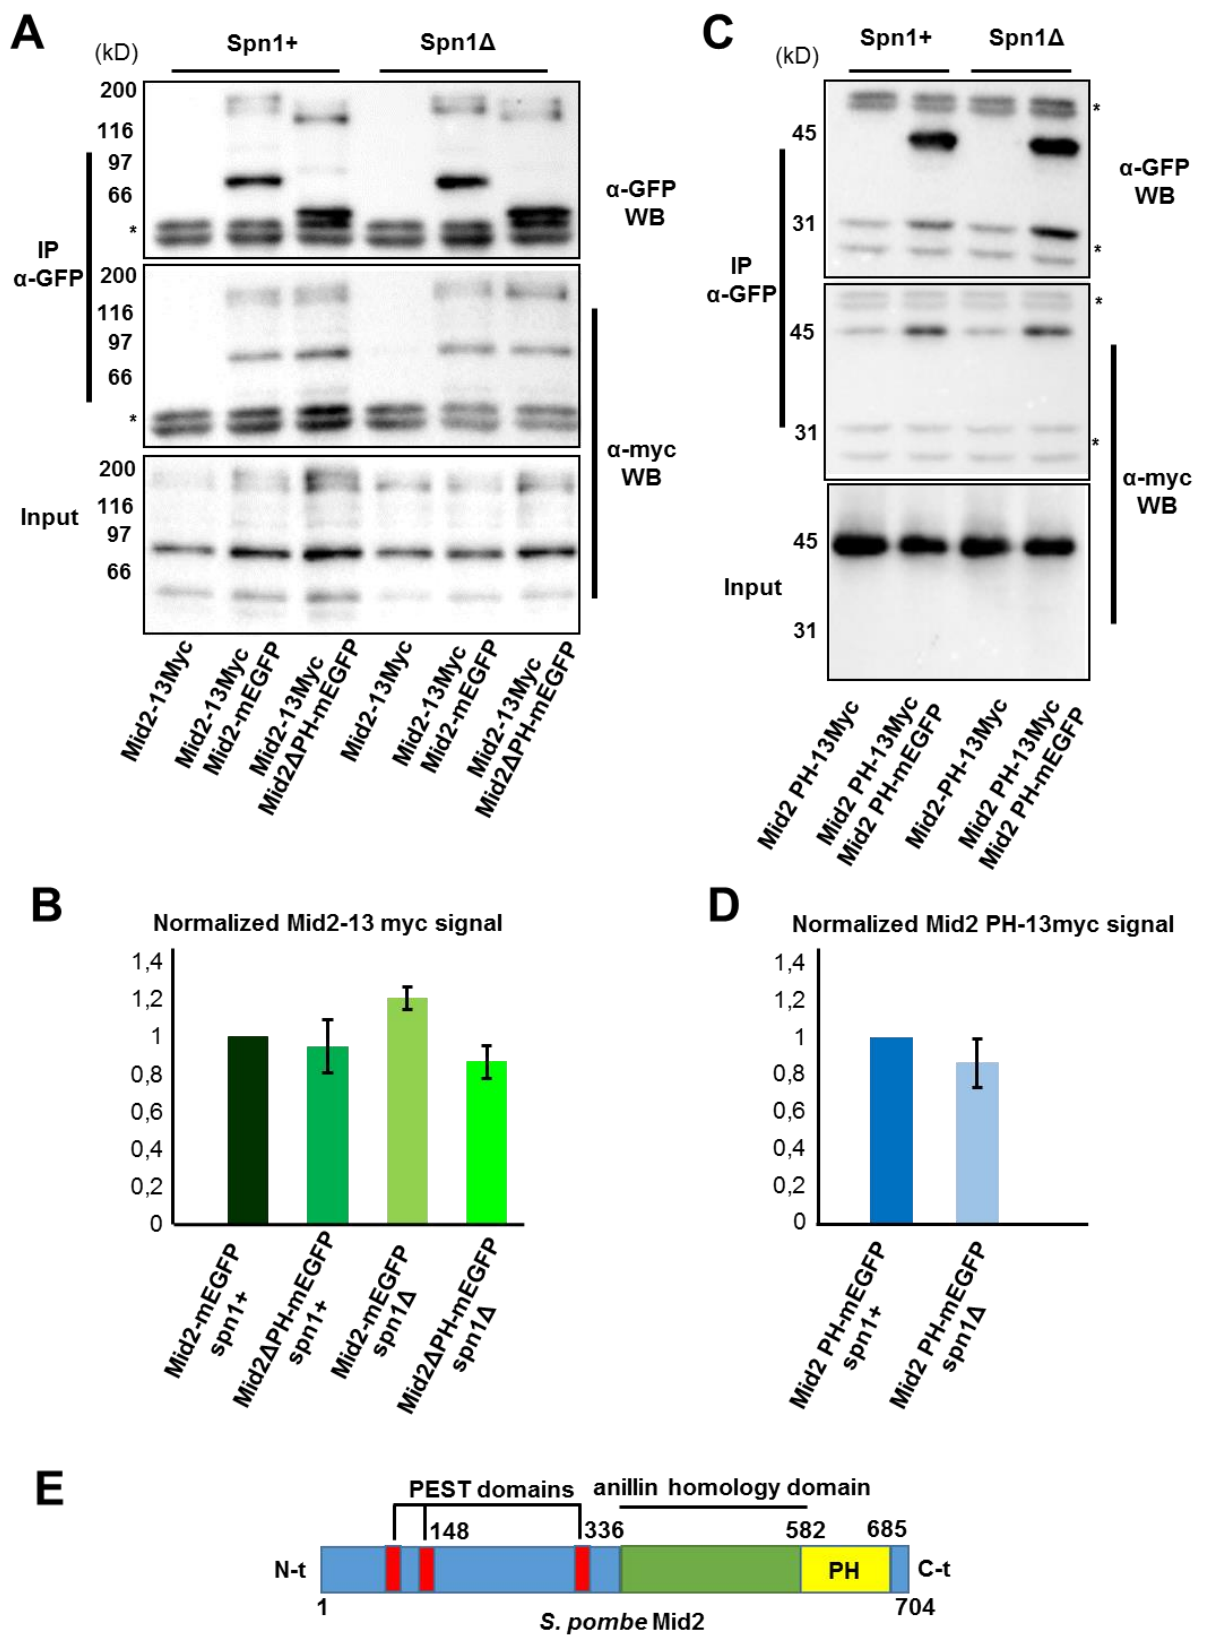 A
(kD)
Spn1+
Spn1Δ
200
116
97
66
*
α-GFP
WB
IP
α-GFP
200
116
97
66
*
α-myc
WB
200
116
97
66
Input
Mid2-13Myc
Mid2-13Myc
Mid2-mEGFP
Mid2-13Myc
Mid2ΔPH-mEGFP
Mid2-13Myc
Mid2-13Myc
Mid2-mEGFP
Mid2-13Myc
Mid2ΔPH-mEGFP
C
(kD)
Spn1+
Spn1Δ
45
31
*
*
α-GFP
WB
IP
α-GFP
45
31
*
*
α-myc
WB
45
31
Input
Mid2 PH-13Myc
Mid2 PH-13Myc
Mid2 PH-mEGFP
Mid2-PH-13Myc
Mid2 PH-13Myc
Mid2 PH-mEGFP
B
Normalized Mid2-13 myc signal
1,4
1,2
1
0,8
0,6
0,4
0,2
0
Mid2-mEGFP
spn1+
Mid2ΔPH-mEGFP
spn1+
Mid2-mEGFP
spn1Δ
Mid2ΔPH-mEGFP
spn1Δ
D
Normalized Mid2 PH-13myc signal
1,4
1,2
1
0,8
0,6
0,4
0,2
0
Mid2 PH-mEGFP
spn1+
Mid2 PH-mEGFP
spn1Δ
E
PEST domains
anillin homology domain
148
336
582
685
N-t
PH
C-t
1
704
S. pombe Mid2